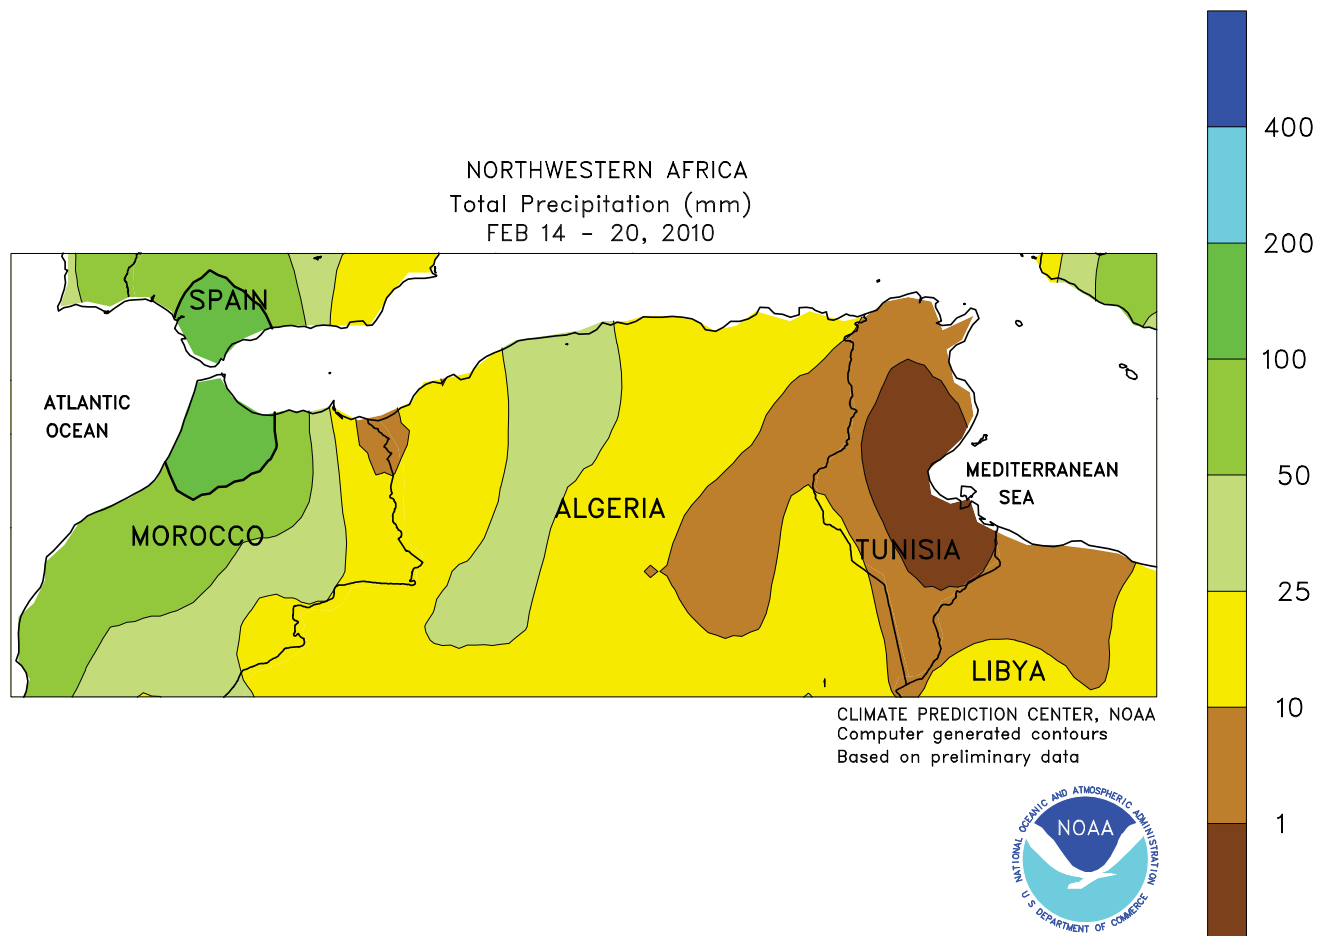 NORTHWESTERN AFRICA
Total Precipitation (mm)
FEB 14 - 20, 2010
400
200
100
50
25
10
1
SPAIN
ATLANTIC
OCEAN
MOROCCO
ALGERIA
TUNISIA
MEDITERRANEAN
SEA
LIBYA
CLIMATE PREDICTION CENTER, NOAA
Computer generated contours
Based on preliminary data
NATIONAL OCEANIC AND ATMOSPHERIC ADMINISTRATION
NOAA
U S DEPARTMENT OF COMMERCE